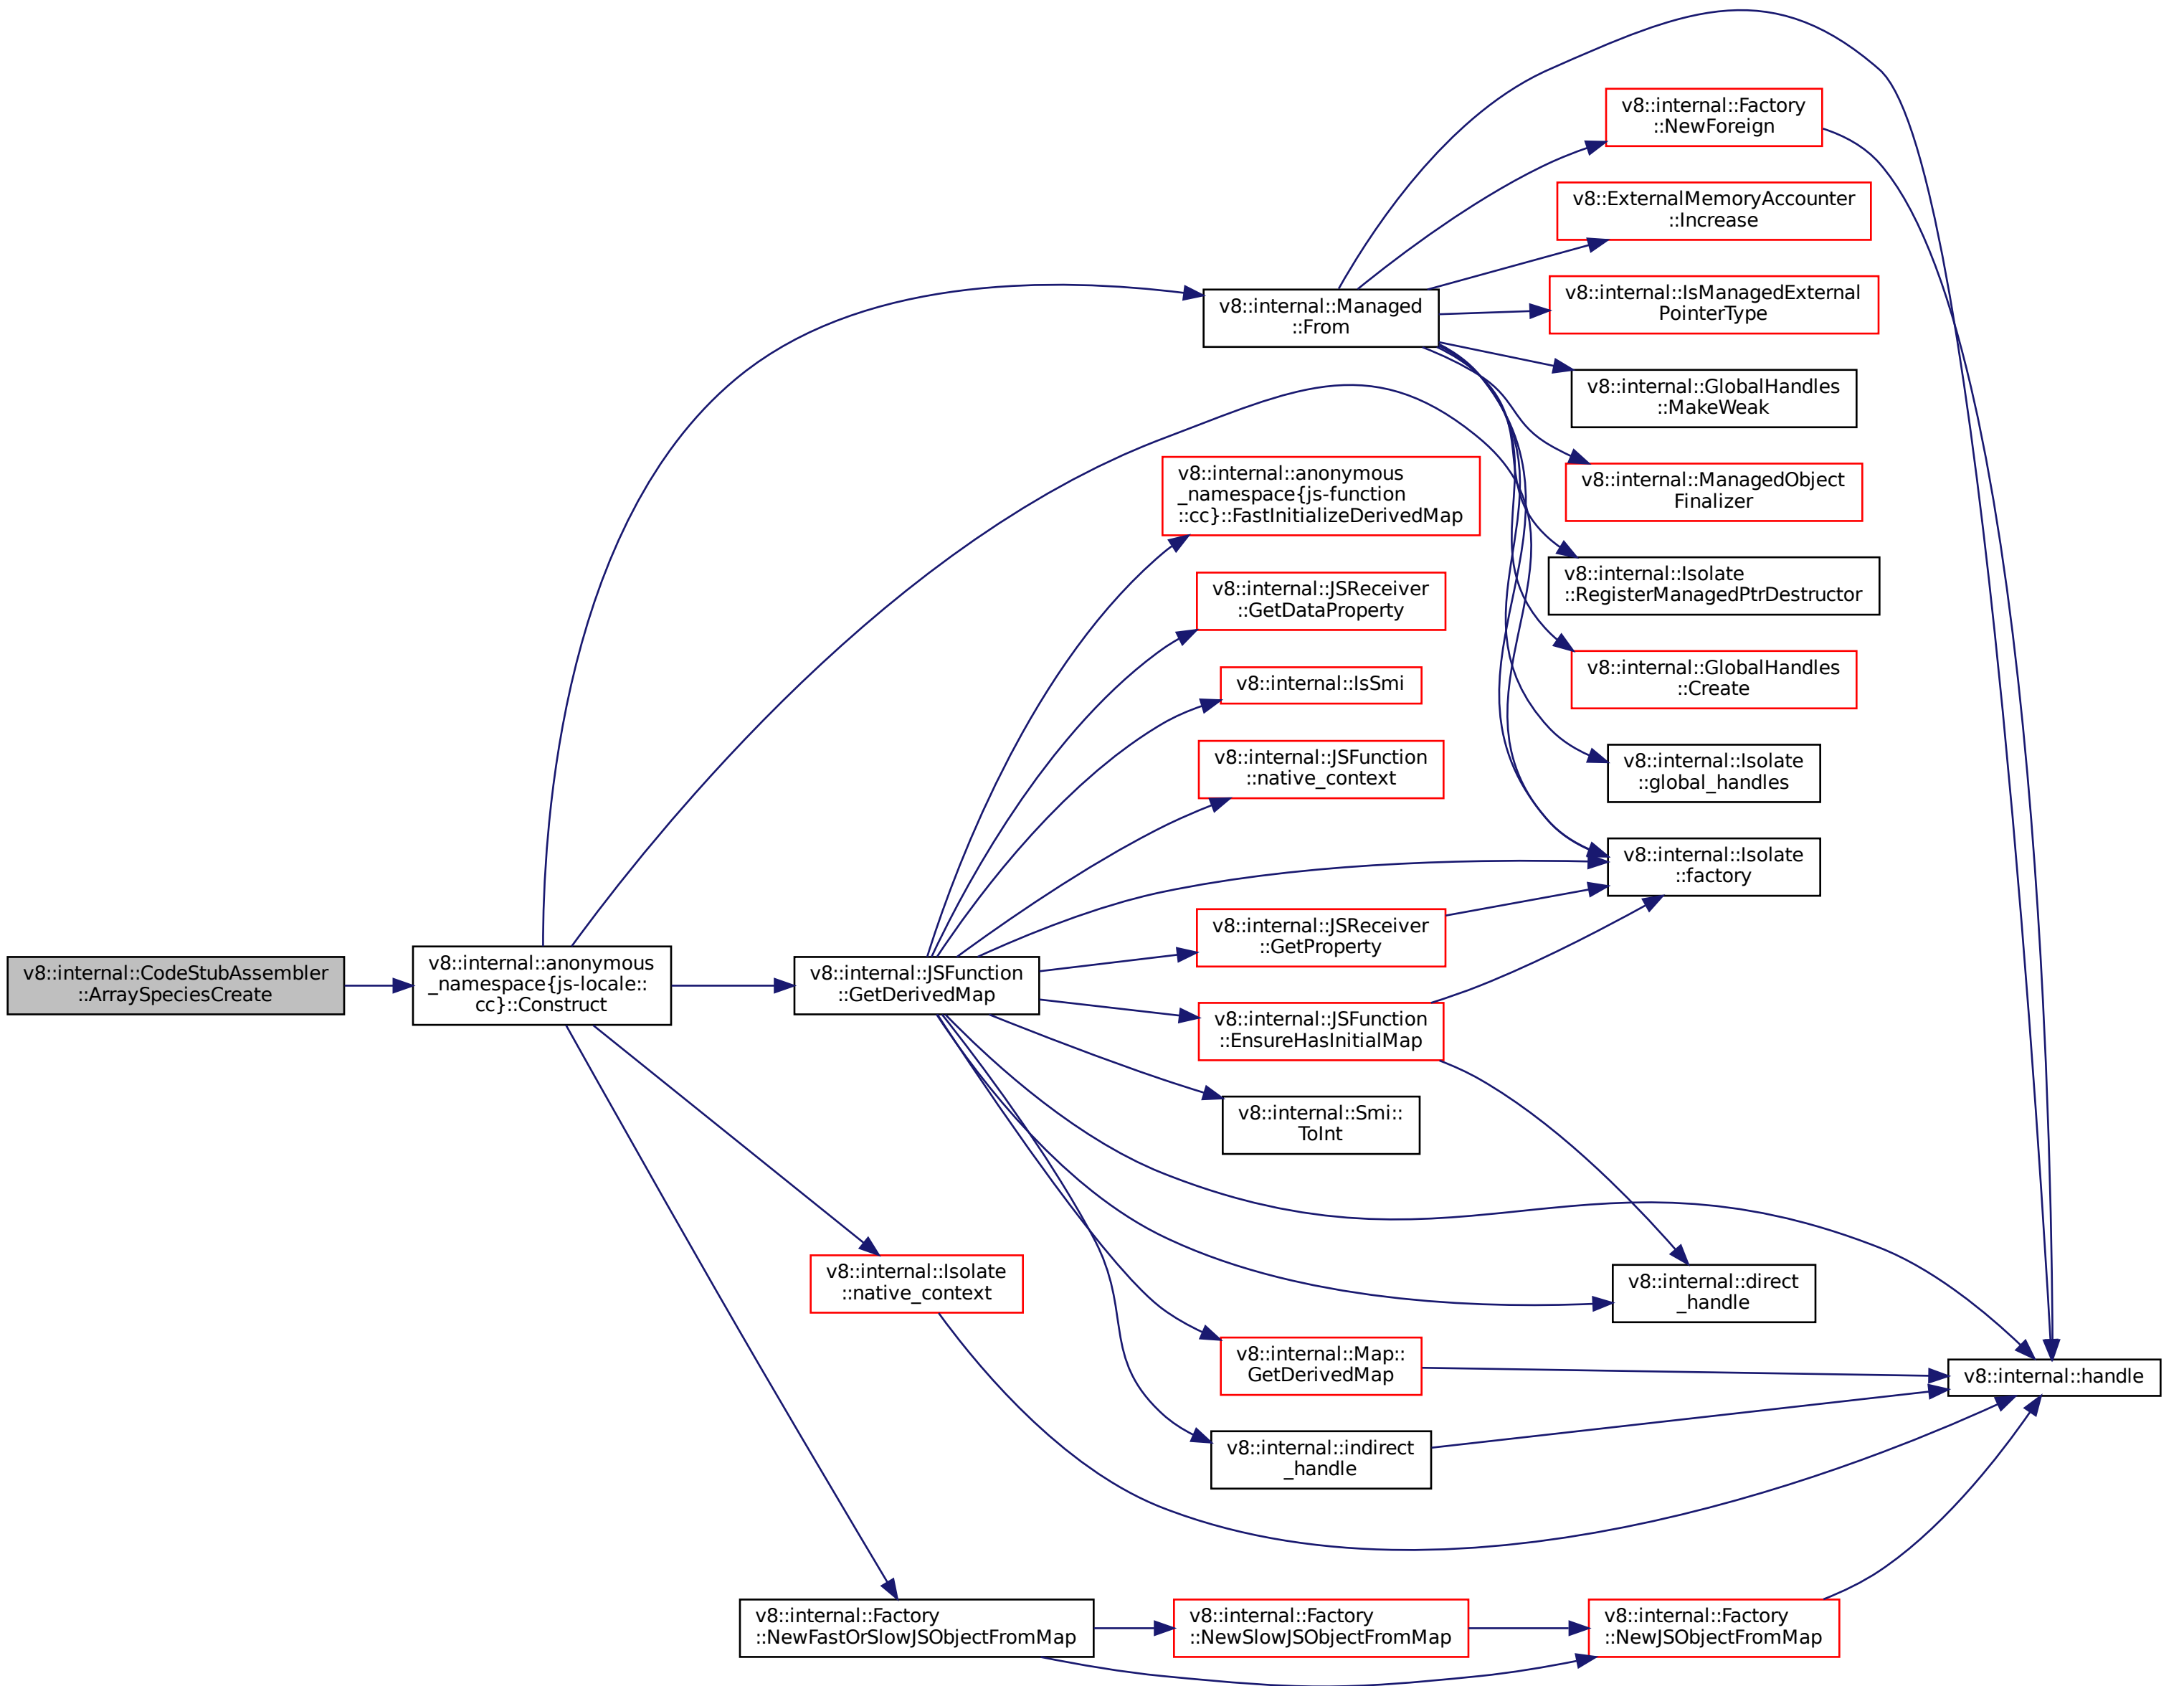 v8::internal::CodeStubAssembler
::ArraySpeciesCreate
v8::internal::anonymous
_namespace{js-locale::
cc}::Construct
v8::internal::Managed
::From
v8::internal::JSFunction
::GetDerivedMap
v8::internal::Isolate
::native_context
v8::internal::Factory
::NewFastOrSlowJSObjectFromMap
v8::internal::anonymous
_namespace{js-function
::cc}::FastInitializeDerivedMap
v8::internal::JSReceiver
::GetDataProperty
v8::internal::IsSmi
v8::internal::JSFunction
::native_context
v8::internal::JSReceiver
::GetProperty
v8::internal::JSFunction
::EnsureHasInitialMap
v8::internal::Smi::
ToInt
v8::internal::Map::
GetDerivedMap
v8::internal::indirect
_handle
v8::internal::Factory
::NewSlowJSObjectFromMap
v8::internal::Factory
::NewForeign
v8::ExternalMemoryAccounter
::Increase
v8::internal::IsManagedExternal
PointerType
v8::internal::GlobalHandles
::MakeWeak
v8::internal::ManagedObject
Finalizer
v8::internal::Isolate
::RegisterManagedPtrDestructor
v8::internal::GlobalHandles
::Create
v8::internal::Isolate
::global_handles
v8::internal::Isolate
::factory
v8::internal::direct
_handle
v8::internal::Factory
::NewJSObjectFromMap
v8::internal::handle